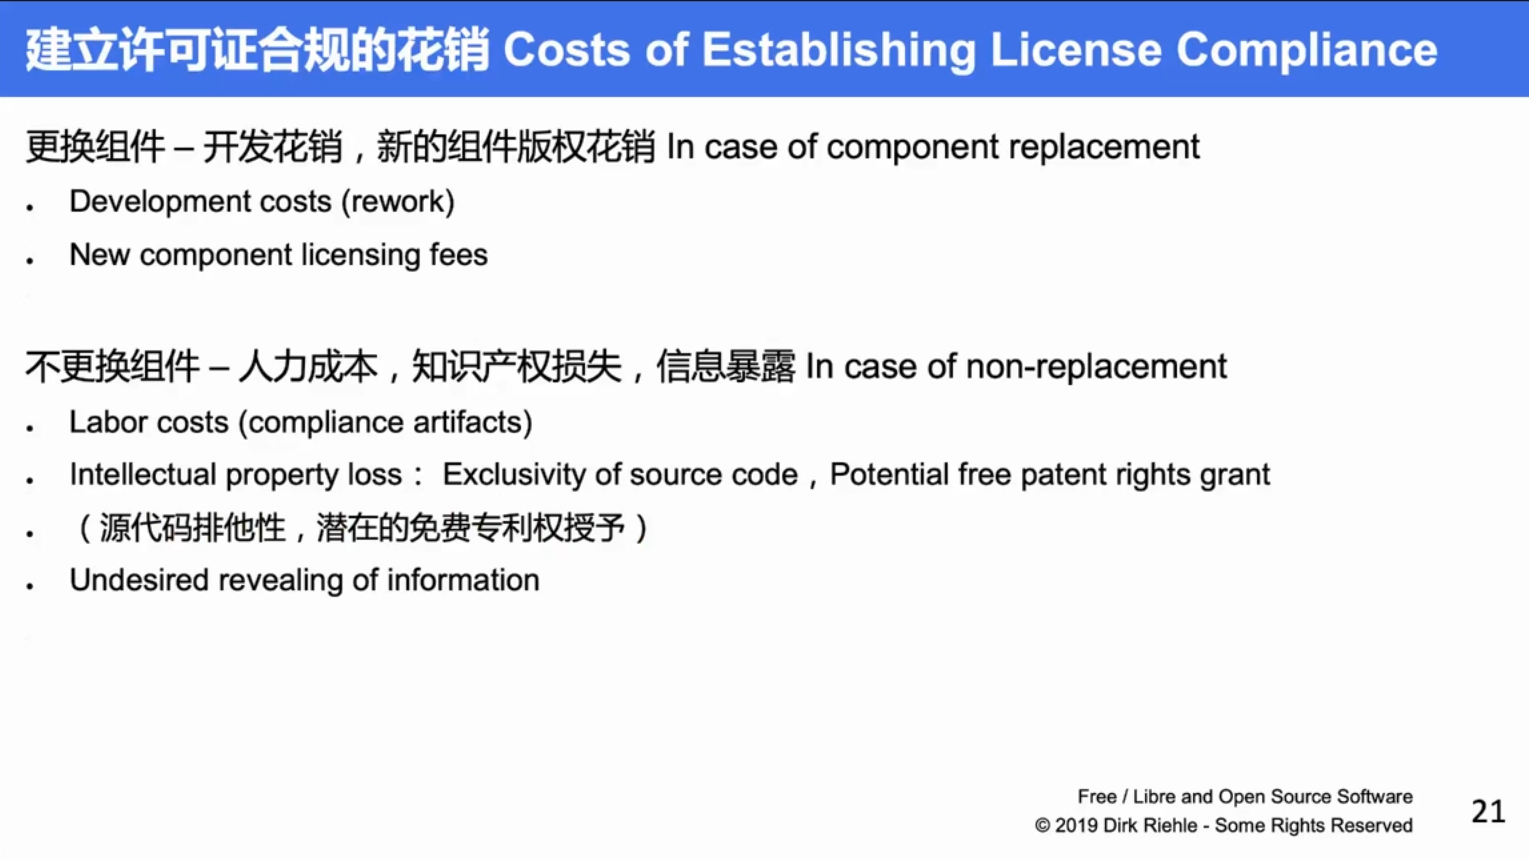 建立许可证合规的花销 Costs of Establishing License Compliance
更换组件 – 开发花销，新的组件版权花销 In case of component replacement
• Development costs (rework)
• New component licensing fees
不更换组件 – 人力成本，知识产权损失，信息暴露 In case of non-replacement
• Labor costs (compliance artifacts)
• Intellectual property loss： Exclusivity of source code，Potential free patent rights grant
• （源代码排他性，潜在的免费专利权授予）
• Undesired revealing of information
Free / Libre and Open Source Software
© 2019 Dirk Riehle - Some Rights Reserved
21